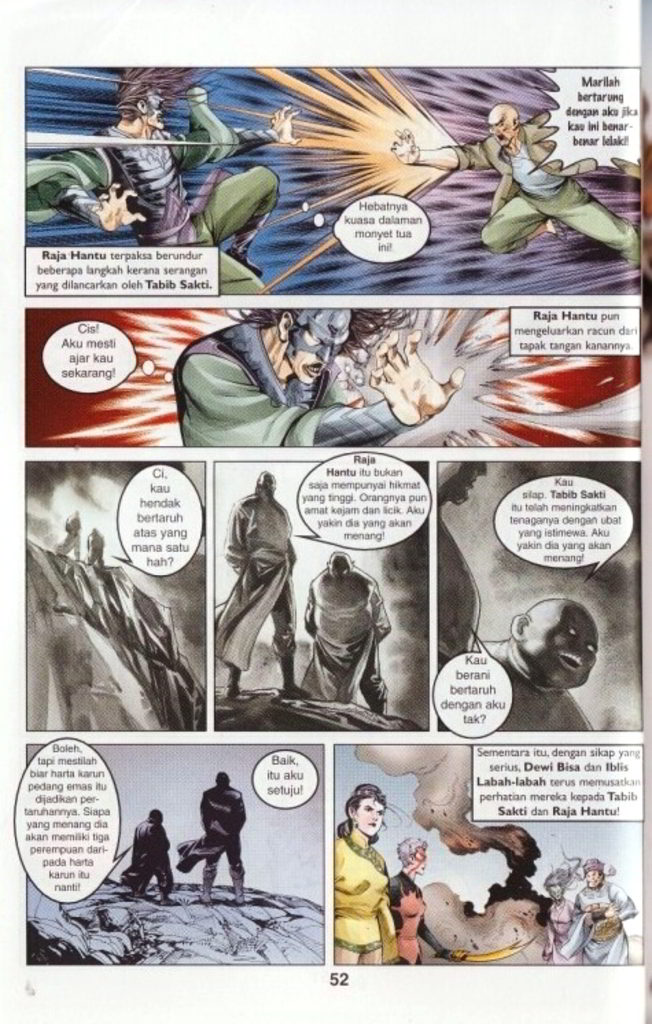 Marilah
bertarung
dengan aku jika
kau ini benar-
benar lelaki!
Hebatnya
kuasa dalaman
monyet tua
ini!
Raja Hantu terpaksa berundur
beberapa langkah kerana serangan
yang dilancarkan oleh Tabib Sakti.
Cis!
Aku mesti
ajar kau
sekarang!
Raja Hantu pun
mengeluarkan racun dari
tapak tangan kanannya.
Ci,
kau
hendak
bertaruh
atas yang
mana satu
hah?
Raja
Hantu itu bukan
saja mempunyai hikmat
yang tinggi. Orangnya pun
amat kejam dan licik. Aku
yakin dia yang akan
menang!
Kau
silap. Tabib Sakti
itu telah meningkatkan
tenaganya dengan ubat
yang istimewa. Aku
yakin dia yang akan
menang!
Kau
berani
bertaruh
dengan aku
tak?
Boleh,
tapi mestilah
biar harta karun
pedang emas itu
dijadikan per-
taruhannya. Siapa
yang menang dia
akan memiliki tiga
perempuan dari-
pada harta
karun itu
nanti!
Baik,
itu aku
setuju!
Sementara itu, dengan sikap yang
serius, Dewi Bisa dan Iblis
Labah-labah terus memusatkan
perhatian mereka kepada Tabib
Sakti dan Raja Hantu!
52